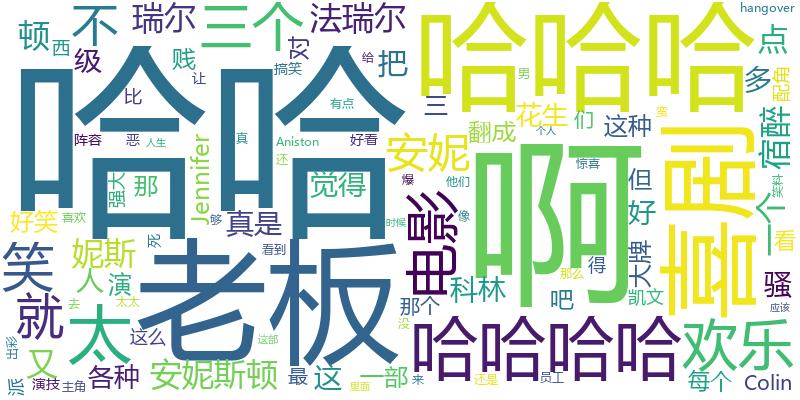 hangover
顿
西
不
瑞尔
三个
法瑞尔
哈哈哈
点
级
贱
让
对
搞笑
给
把
男
多
配角
哈哈
比
三
花生
们
蛮
宿醉
阵容
恶
人生
有点
真
Aniston
好看
安妮
翻成
个人
这种
喜剧
笑料
强大
那
Jennifer
还
觉得
爆
他们
啊
惊喜
但
一个
好笑
喜欢
够
真是
时候
电影
像
好
看
妮斯
死
看到
大牌
笑
老板
那么
得
骚
人
演
太太
科林
凯文
应该
就
太
去
这么
那个
吧
没
哈哈哈哈
欢乐
出彩
又
这部
派
演技
主角
各种
安妮斯顿
最
这
一部
里面
来
还是
员工
每个
Colin